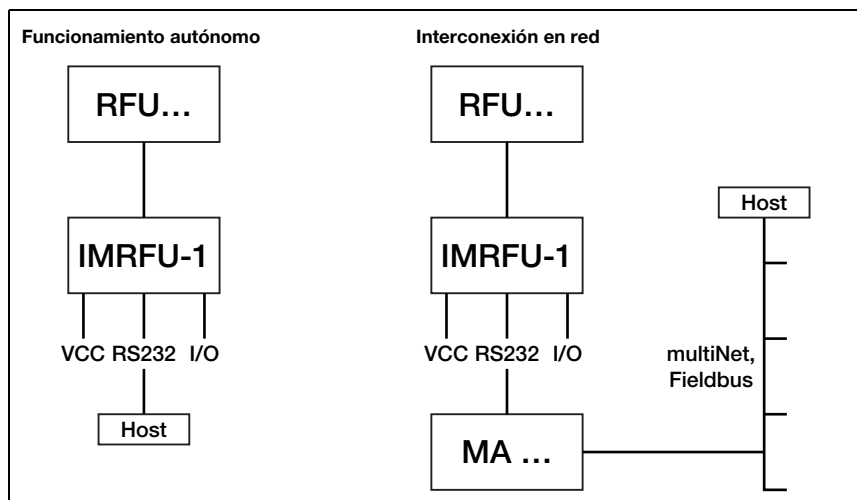 Funcionamiento autónomo
RFU...
IMRFU-1
VCC RS232 I/O
Host
Interconexión en red
RFU...
IMRFU-1
VCC RS232 I/O
MA ...
Host
multiNet,
Fieldbus